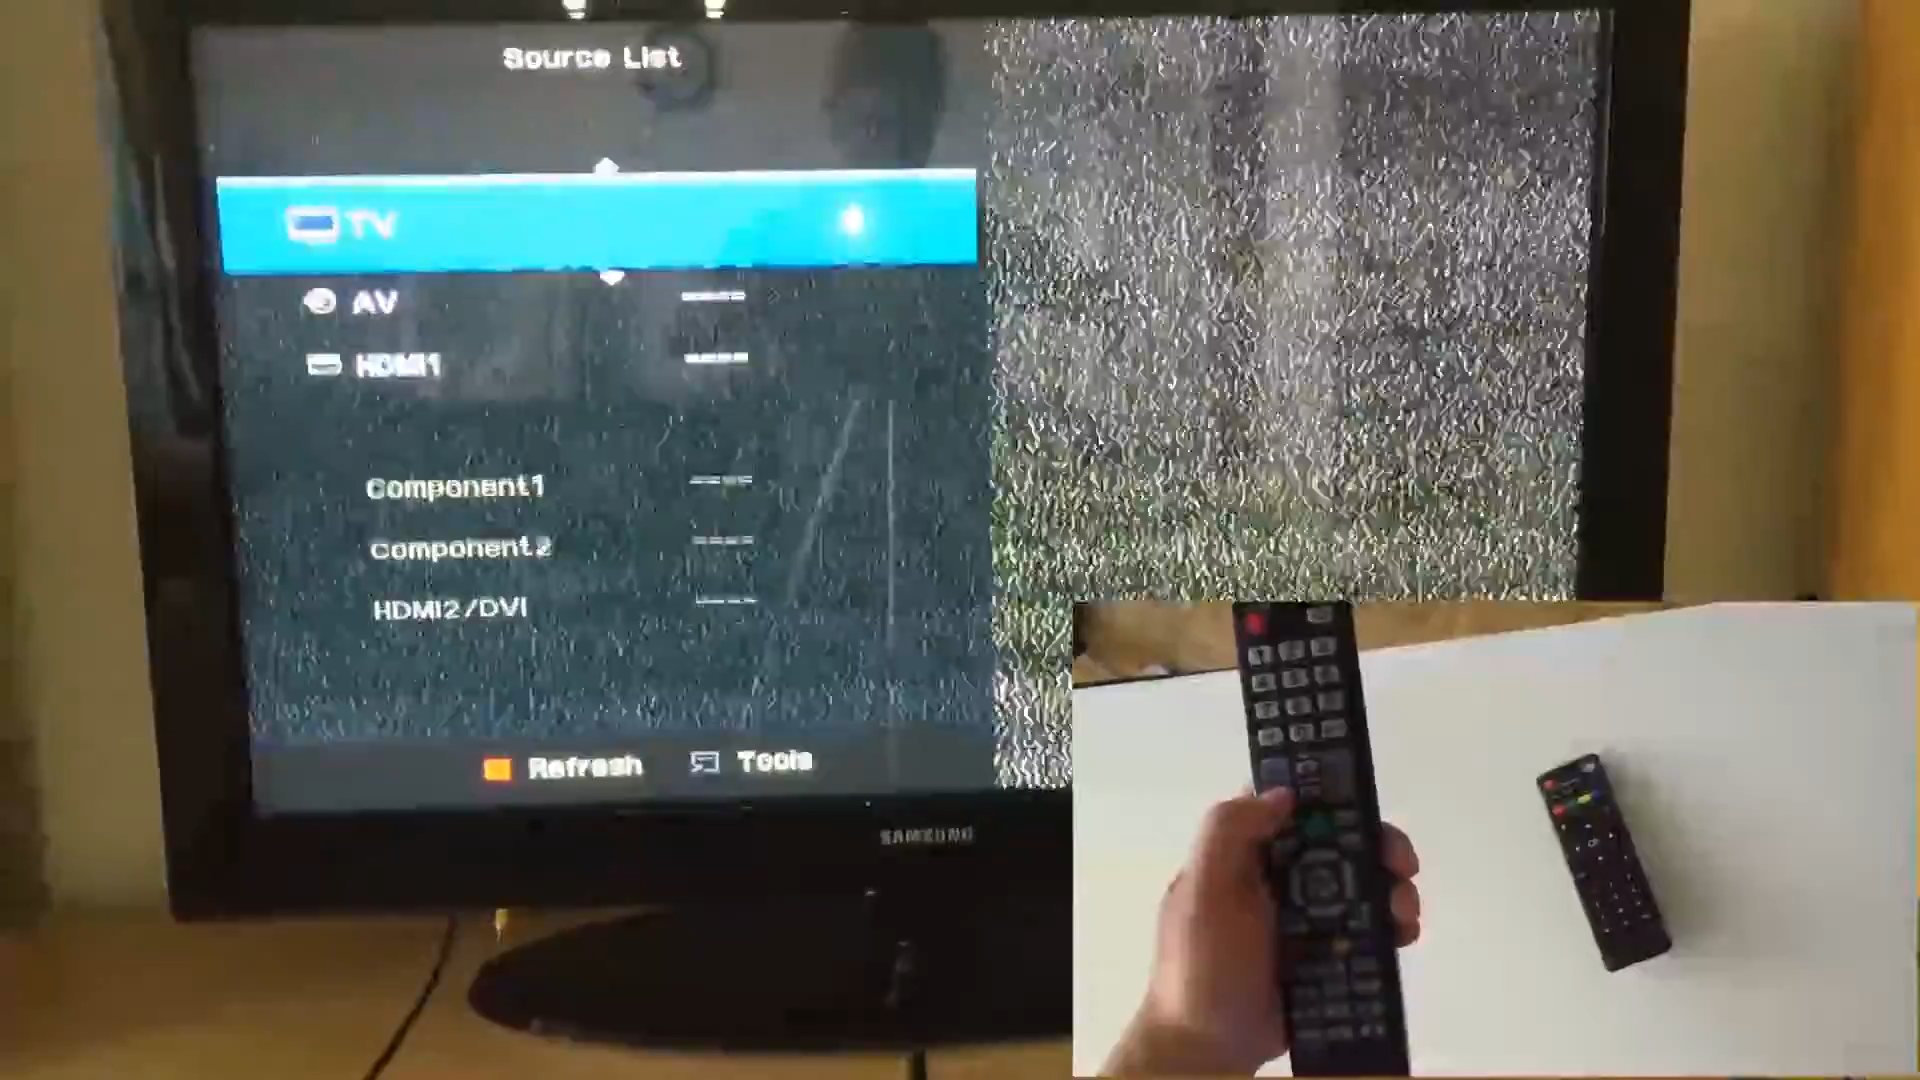 Source List
TV
AV ----
HDMI1 ----
Component1 ----
Component2 ----
HDMI2/DVI ----
Refresh Tools
SAMSUNG